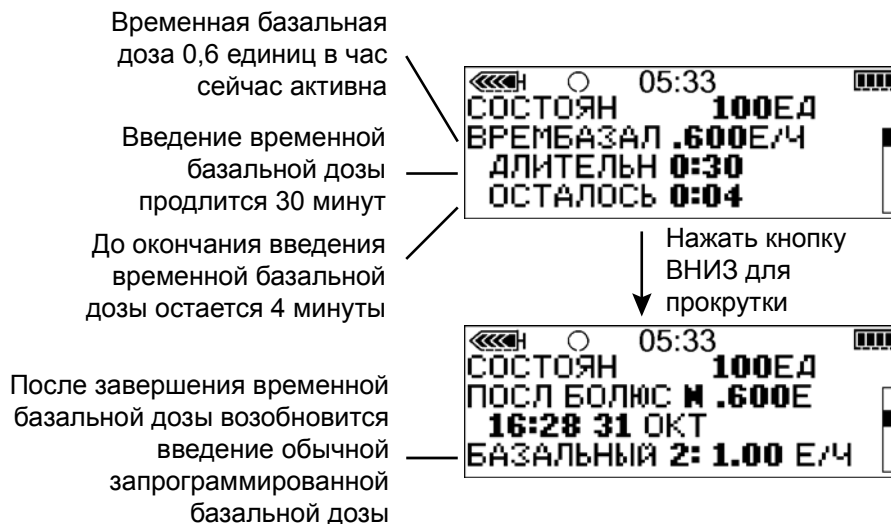 Временная базальная
доза 0,6 единиц в час
сейчас активна
Введение временной
базальной дозы
продлится 30 минут
До окончания введения
временной базальной
дозы остается 4 минуты
05:33
СОСТОЯН 100ЕД
ВРЕМБАЗАЛ .600Е/Ч
ДЛИТЕЛЬН 0:30
ОСТАЛОСЬ 0:04
Нажать кнопку
ВНИЗ для
прокрутки
После завершения временной
базальной дозы возобновится
введение обычной
запрограммированной
базальной дозы
05:33
СОСТОЯН 100ЕД
ПОСЛ БОЛЮС N .600Е
16:28 31 ОКТ
БАЗАЛЬНЫЙ 2: 1.00 Е/Ч